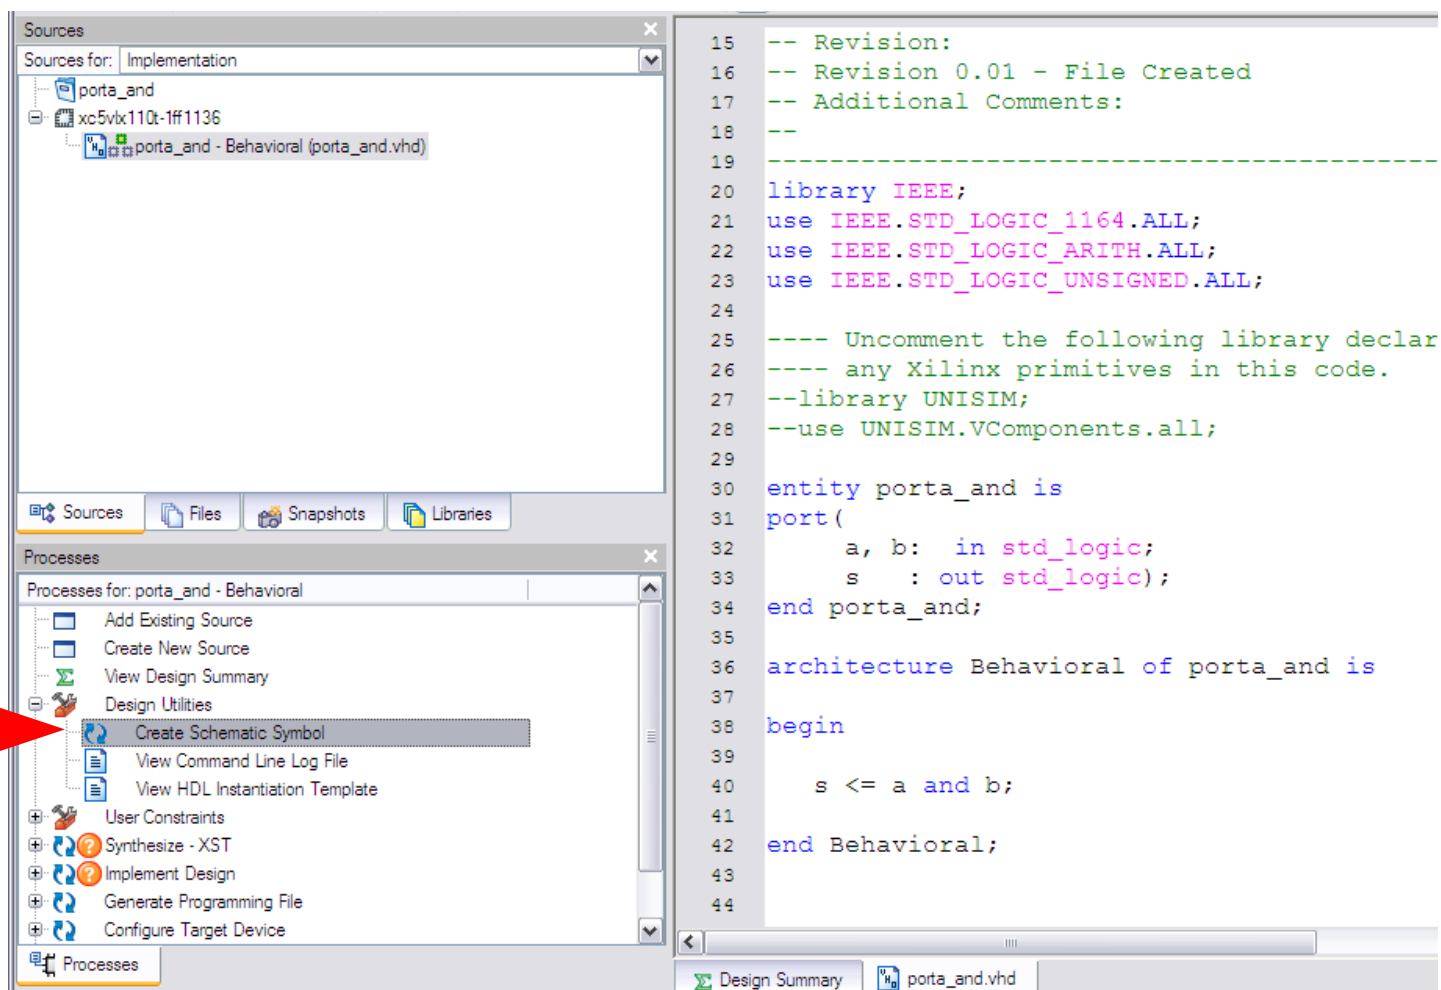 Sources
Sources for: Implementation
porta_and
xc5vlx110t-1ff1136
porta_and - Behavioral (porta_and.vhd)
Sources Files Snapshots Libraries
Processes
Processes for: porta_and - Behavioral
Add Existing Source
Create New Source
View Design Summary
Design Utilities
Create Schematic Symbol
View Command Line Log File
View HDL Instantiation Template
User Constraints
Synthesize - XST
Implement Design
Generate Programming File
Configure Target Device
Processes
15 -- Revision:
16 -- Revision 0.01 - File Created
17 -- Additional Comments:
18 --
19 -------------------------------------------
20 library IEEE;
21 use IEEE.STD_LOGIC_1164.ALL;
22 use IEEE.STD_LOGIC_ARITH.ALL;
23 use IEEE.STD_LOGIC_UNSIGNED.ALL;
24
25 ---- Uncomment the following library declar
26 ---- any Xilinx primitives in this code.
27 --library UNISIM;
28 --use UNISIM.VComponents.all;
29
30 entity porta_and is
31 port(
32 a, b: in std_logic;
33 s : out std_logic);
34 end porta_and;
35
36 architecture Behavioral of porta_and is
37
38 begin
39
40 s <= a and b;
41
42 end Behavioral;
43
44
Design Summary porta_and.vhd